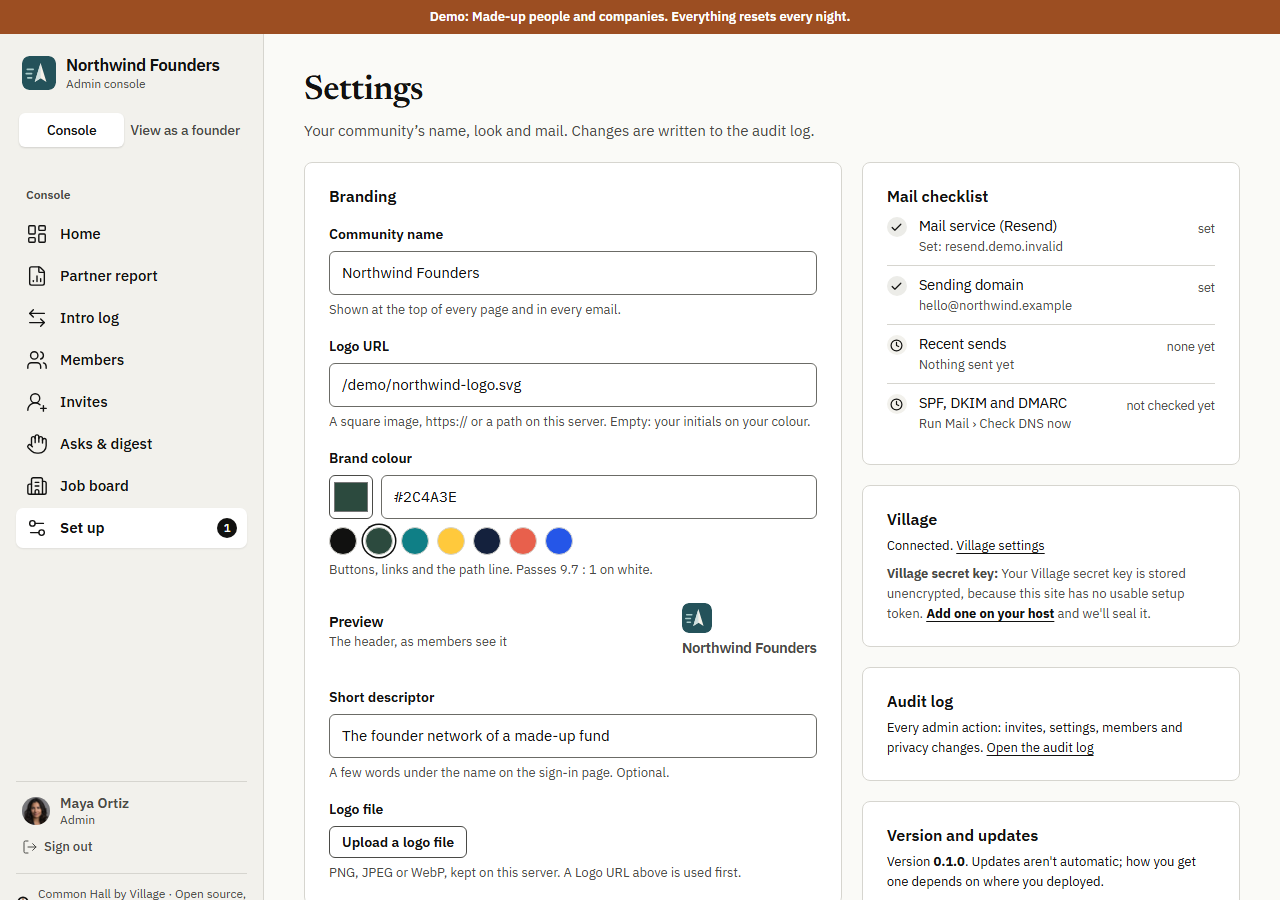 Demo: Made-up people and companies. Everything resets every night.
Northwind Founders
Admin console
Console
View as a founder
Console
Home
Partner report
Intro log
Members
Invites
Asks & digest
Job board
Set up
1
Maya Ortiz
Admin
Sign out
Common Hall by Village · Open source,
Settings
Your community’s name, look and mail. Changes are written to the audit log.
Branding
Community name
Northwind Founders
Shown at the top of every page and in every email.
Logo URL
/demo/northwind-logo.svg
A square image, https:// or a path on this server. Empty: your initials on your colour.
Brand colour
#2C4A3E
Buttons, links and the path line. Passes 9.7 : 1 on white.
Preview
The header, as members see it
Northwind Founders
Short descriptor
The founder network of a made-up fund
A few words under the name on the sign-in page. Optional.
Logo file
Upload a logo file
PNG, JPEG or WebP, kept on this server. A Logo URL above is used first.
Mail checklist
Mail service (Resend)
set
Set: resend.demo.invalid
Sending domain
set
hello@northwind.example
Recent sends
none yet
Nothing sent yet
SPF, DKIM and DMARC
not checked yet
Run Mail › Check DNS now
Village
Connected. Village settings
Village secret key: Your Village secret key is stored
unencrypted, because this site has no usable setup
token. Add one on your host and we'll seal it.
Audit log
Every admin action: invites, settings, members and
privacy changes. Open the audit log
Version and updates
Version 0.1.0. Updates aren't automatic; how you get
one depends on where you deployed.